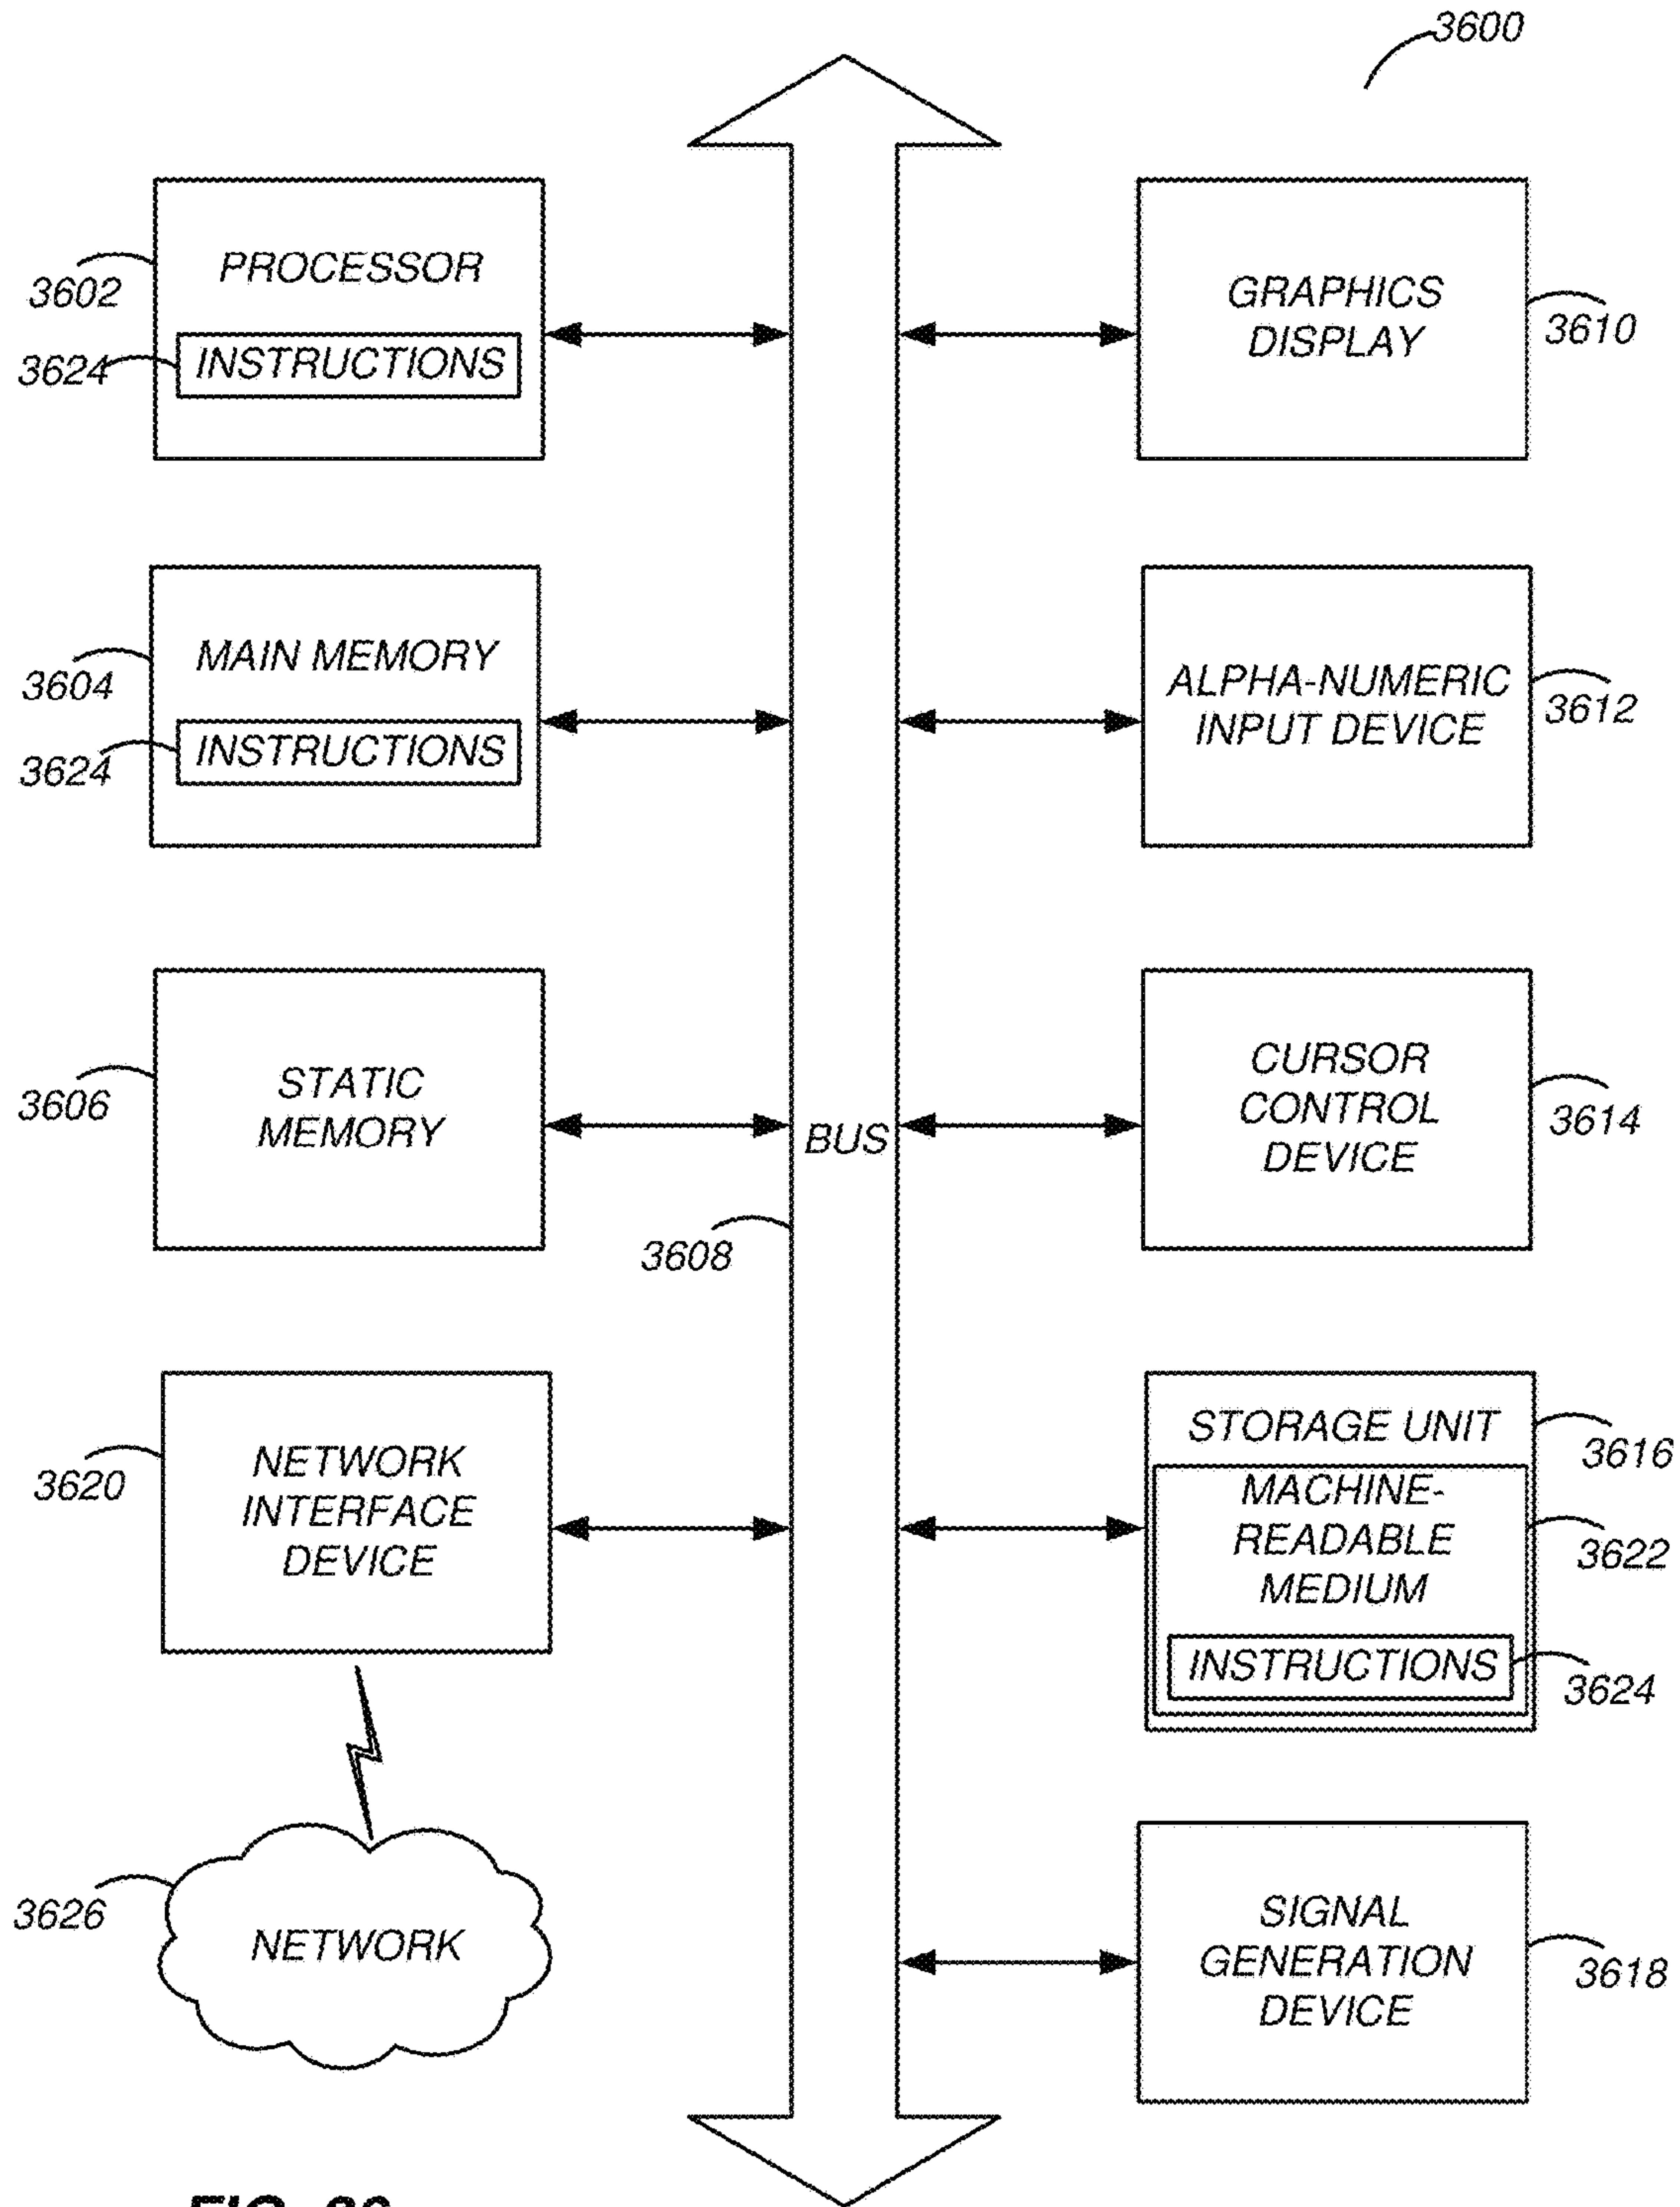 3600
PROCESSOR
3602
3624
INSTRUCTIONS
GRAPHICS
DISPLAY
3610
MAIN MEMORY
3604
3624
INSTRUCTIONS
ALPHA-NUMERIC
INPUT DEVICE
3612
STATIC
MEMORY
3606
BUS
3608
CURSOR
CONTROL
DEVICE
3614
NETWORK
INTERFACE
DEVICE
3620
STORAGE UNIT
3616
MACHINE-
READABLE
MEDIUM
3622
INSTRUCTIONS
3624
3626
NETWORK
SIGNAL
GENERATION
DEVICE
3618